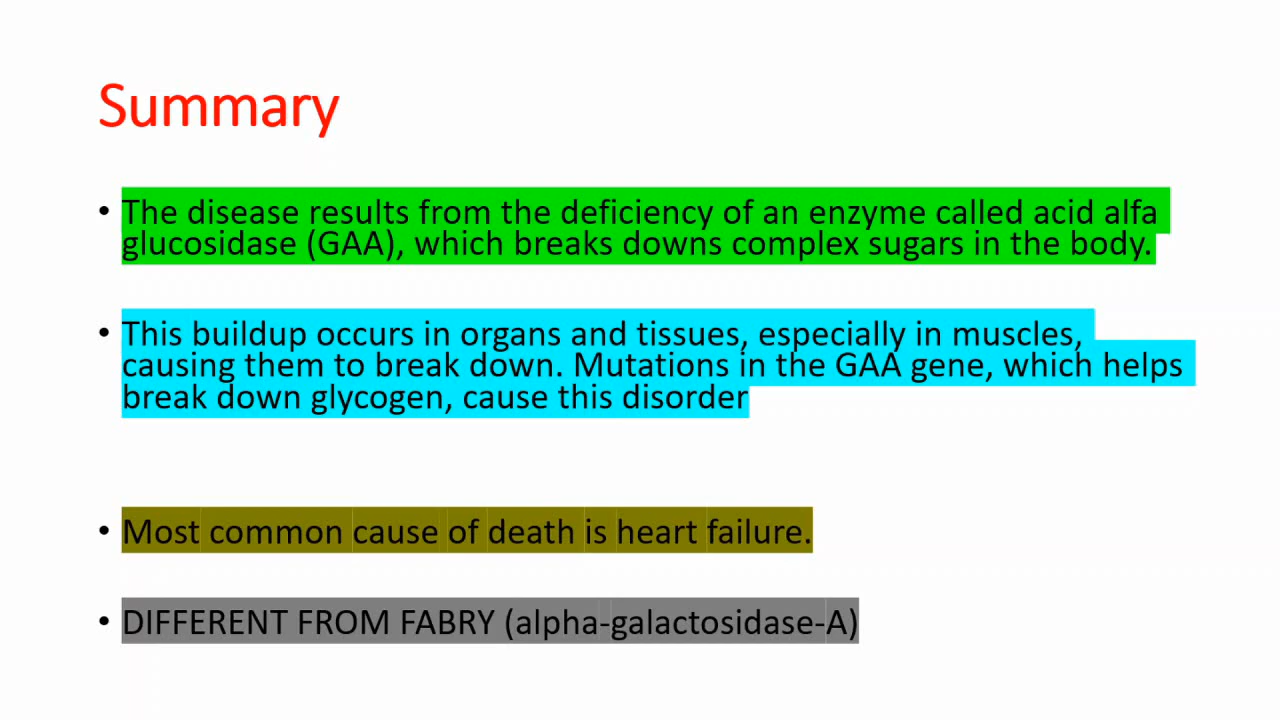 Summary
• The disease results from the deficiency of an enzyme called acid alfa
glucosidase (GAA), which breaks downs complex sugars in the body.
• This buildup occurs in organs and tissues, especially in muscles,
causing them to break down. Mutations in the GAA gene, which helps
break down glycogen, cause this disorder
• Most common cause of death is heart failure.
• DIFFERENT FROM FABRY (alpha-galactosidase-A)